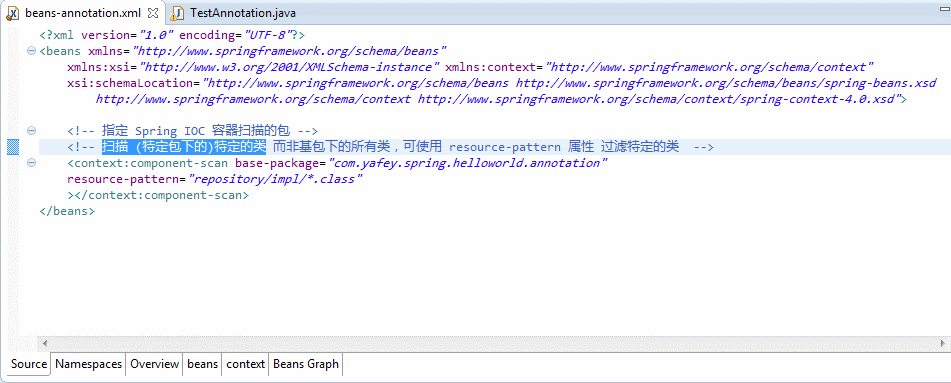 beans-annotation.xml TestAnnotation.java
<?xml version="1.0" encoding="UTF-8"?>
<beans xmlns="http://www.springframework.org/schema/beans"
xmlns:xsi="http://www.w3.org/2001/XMLSchema-instance" xmlns:context="http://www.springframework.org/schema/context"
xsi:schemaLocation="http://www.springframework.org/schema/beans http://www.springframework.org/schema/beans/spring-beans.xsd
http://www.springframework.org/schema/context http://www.springframework.org/schema/context/spring-context-4.0.xsd">
<!-- 指定 Spring IOC 容器扫描的包 -->
<!-- 扫描 (特定包下的)特定的类 而非基包下的所有类，可使用 resource-pattern 属性 过滤特定的类 -->
<context:component-scan base-package="com.yafey.spring.helloworld.annotation"
resource-pattern="repository/impl/*.class"
></context:component-scan>
</beans>
Source Namespaces Overview beans context Beans Graph